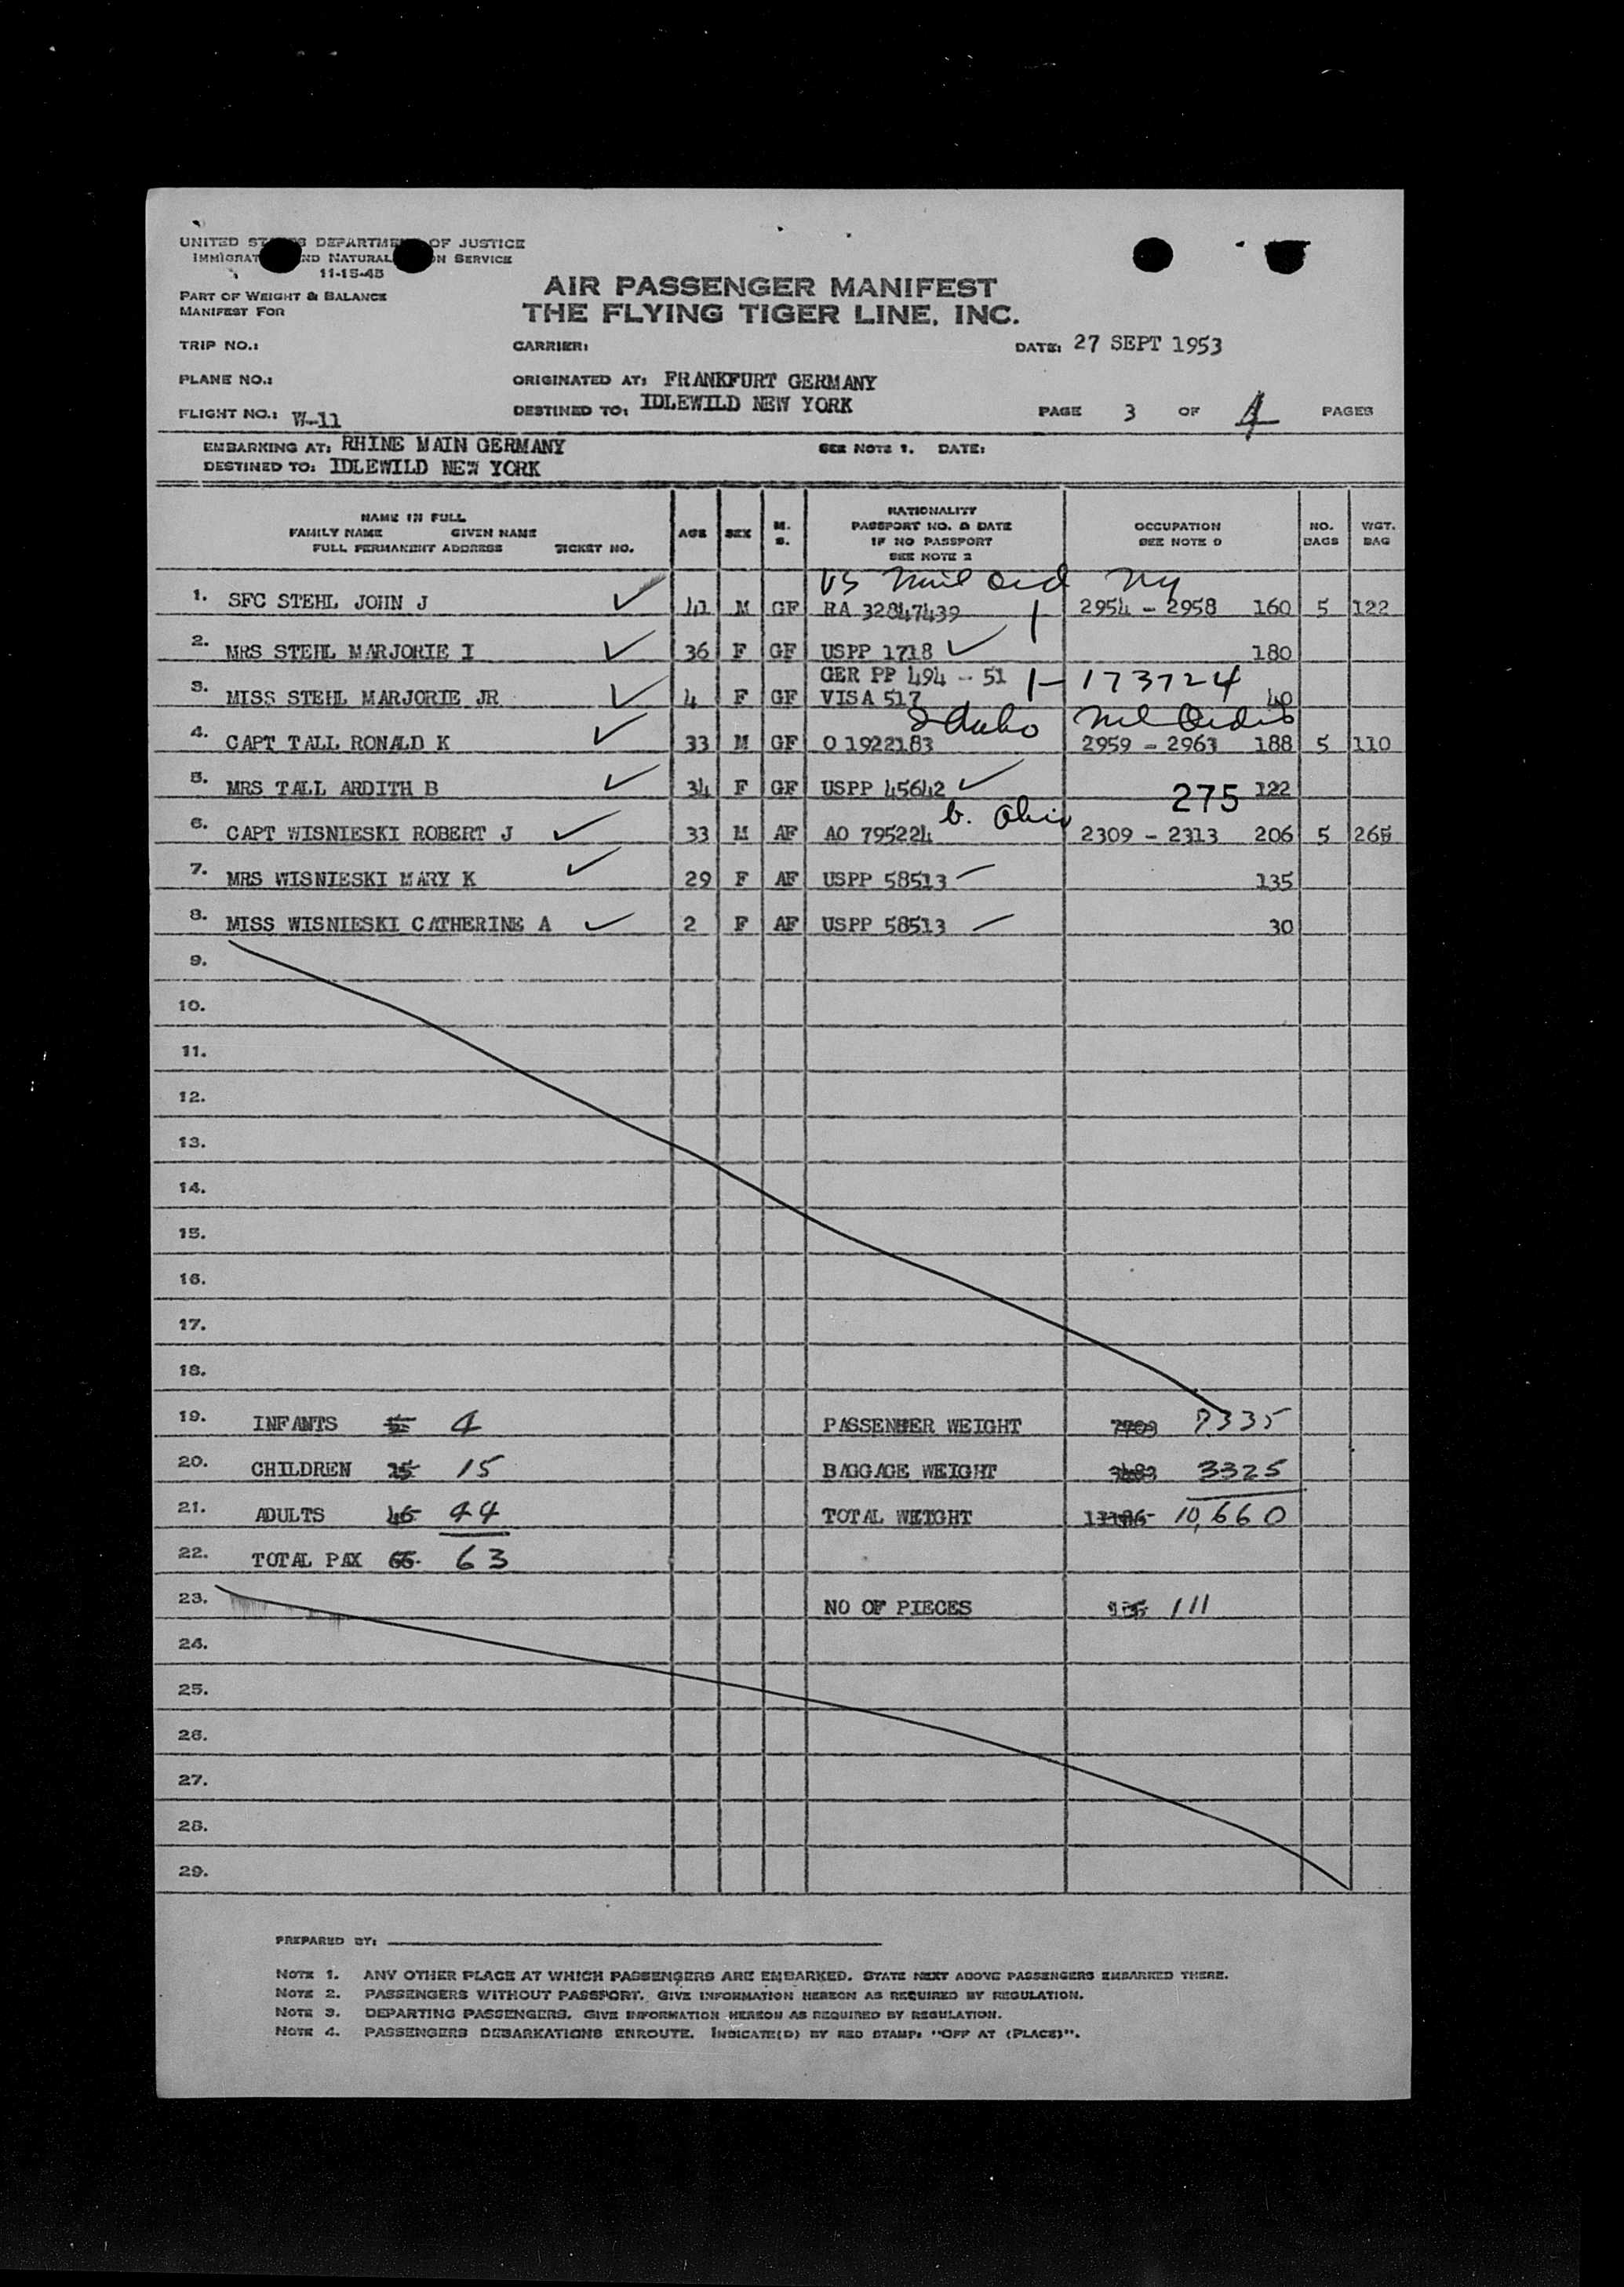 UNITED STATES DEPARTMENT OF JUSTICE
IMMIGRATION AND NATURALIZATION SERVICE
11-15-45
PART OF WEIGHT & BALANCE
MANIFEST FOR
AIR PASSENGER MANIFEST
THE FLYING TIGER LINE, INC.
TRIP NO.: CARRIER: DATE: 27 SEPT 1953
PLANE NO.: ORIGINATED AT: FRANKFURT GERMANY
FLIGHT NO.: W-11 DESTINED TO: IDLEWILD NEW YORK PAGE 3 OF 4 PAGES
EMBARKING AT: RHINE MAIN GERMANY SEE NOTE 1. DATE:
DESTINED TO: IDLEWILD NEW YORK
NAME IN FULL
FAMILY NAME GIVEN NAME
FULL PERMANENT ADDRESS TICKET NO.
AGE SEX M. S.
NATIONALITY
PASSPORT NO. & DATE
IF NO PASSPORT
SEE NOTE 2
OCCUPATION
SEE NOTE 9
NO. BAGS
WGT. BAG
US Mil Ord NY
1. SFC STEHL JOHN J 41 M GF RA 32847439 2954 - 2958 160 5 122
2. MRS STEHL MARJORIE I 36 F GF USPP 1718 180
GER PP 494 - 51 1-173724
3. MISS STEHL MARJORIE JR 4 F GF VISA 517 40
Idaho Mil Orders
4. CAPT TALL RONALD K 33 M GF O 1922183 2959 - 2963 188 5 110
5. MRS TALL ARDITH B 34 F GF USPP 45642 275 122
b. Ohio
6. CAPT WISNIESKI ROBERT J 33 M AF AO 795224 2309 - 2313 206 5 265
7. MRS WISNIESKI MARY K 29 F AF USPP 58513 135
8. MISS WISNIESKI CATHERINE A 2 F AF USPP 58513 30
9.
10.
11.
12.
13.
14.
15.
16.
17.
18.
19. INFANTS 4 PASSENGER WEIGHT 7335
20. CHILDREN 15 BAGGAGE WEIGHT 3325
21. ADULTS 44 TOTAL WEIGHT 10,660
22. TOTAL PAX 63
23. NO OF PIECES 111
24.
25.
26.
27.
28.
29.
PREPARED BY:
NOTE 1. ANY OTHER PLACE AT WHICH PASSENGERS ARE EMBARKED. STATE NEXT ABOVE PASSENGERS EMBARKED THERE.
NOTE 2. PASSENGERS WITHOUT PASSPORT. GIVE INFORMATION HEREON AS REQUIRED BY REGULATION.
NOTE 3. DEPARTING PASSENGERS. GIVE INFORMATION HEREON AS REQUIRED BY REGULATION.
NOTE 4. PASSENGERS DEBARKATIONS ENROUTE. INDICATE(D) BY RED STAMP: "OFF AT (PLACE)".